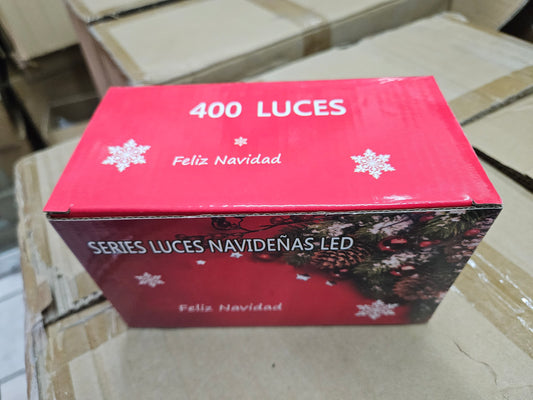 400 LUCES
Feliz Navidad
SERIES LUCES NAVIDEÑAS LED
Feliz Navidad